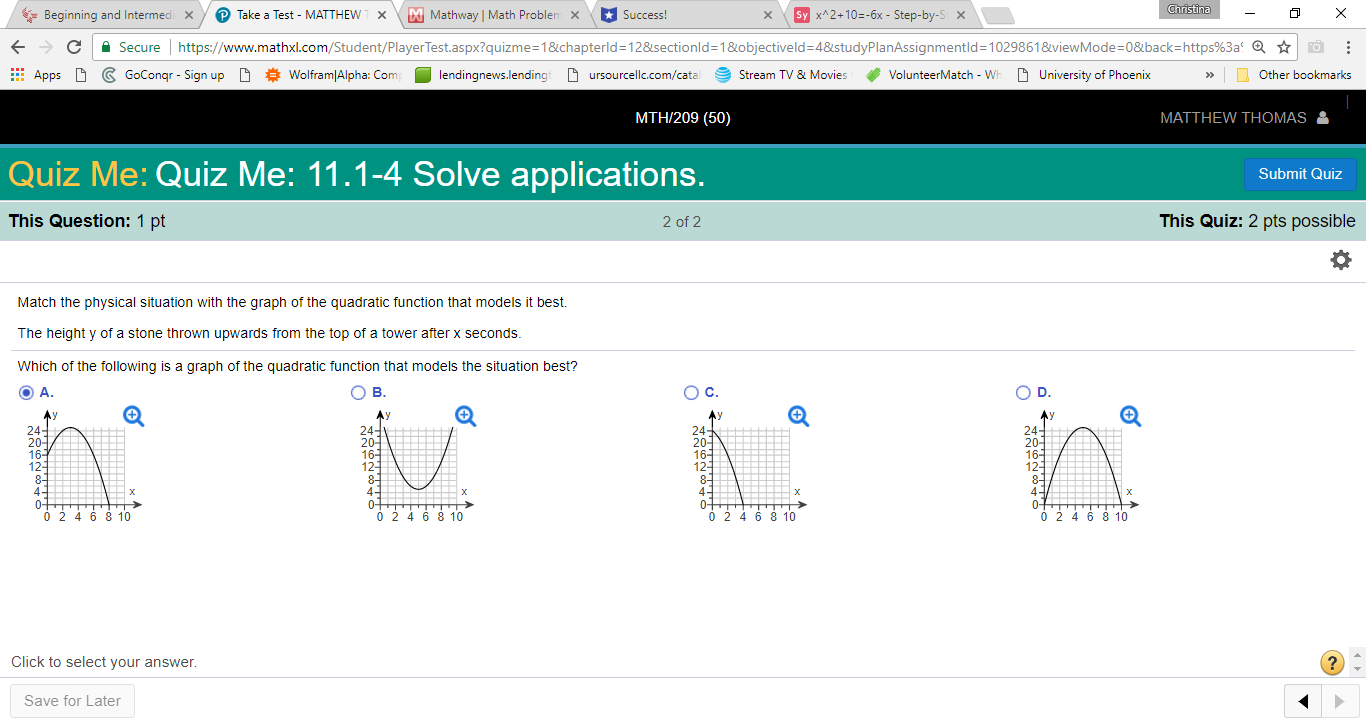 Beginning and Intermedi
Take a Test - MATTHEW T
Mathway | Math Problem
Success!
Sy x^2+10=-6x - Step-by-S
Christina
Secure https://www.mathxl.com/Student/PlayerTest.aspx?quizme=1&chapterId=12&sectionId=1&objectiveId=4&studyPlanAssignmentId=1029861&viewMode=0&back=https%3a
Apps
GoConqr - Sign up
Wolfram|Alpha: Com
lendingnews.lending
ursourcellc.com/cata
Stream TV & Movies
VolunteerMatch - Wh
University of Phoenix
»
Other bookmarks
MTH/209 (50)
MATTHEW THOMAS
Quiz Me: Quiz Me: 11.1-4 Solve applications.
Submit Quiz
This Question: 1 pt
2 of 2
This Quiz: 2 pts possible
Match the physical situation with the graph of the quadratic function that models it best.
The height y of a stone thrown upwards from the top of a tower after x seconds.
Which of the following is a graph of the quadratic function that models the situation best?
A.
y
24
20
16
12
8
4
0
x
0 2 4 6 8 10
B.
y
24
20
16
12
8
4
0
x
0 2 4 6 8 10
C.
y
24
20
16
12
8
4
0
x
0 2 4 6 8 10
D.
y
24
20
16
12
8
4
0
x
0 2 4 6 8 10
Click to select your answer.
?
Save for Later